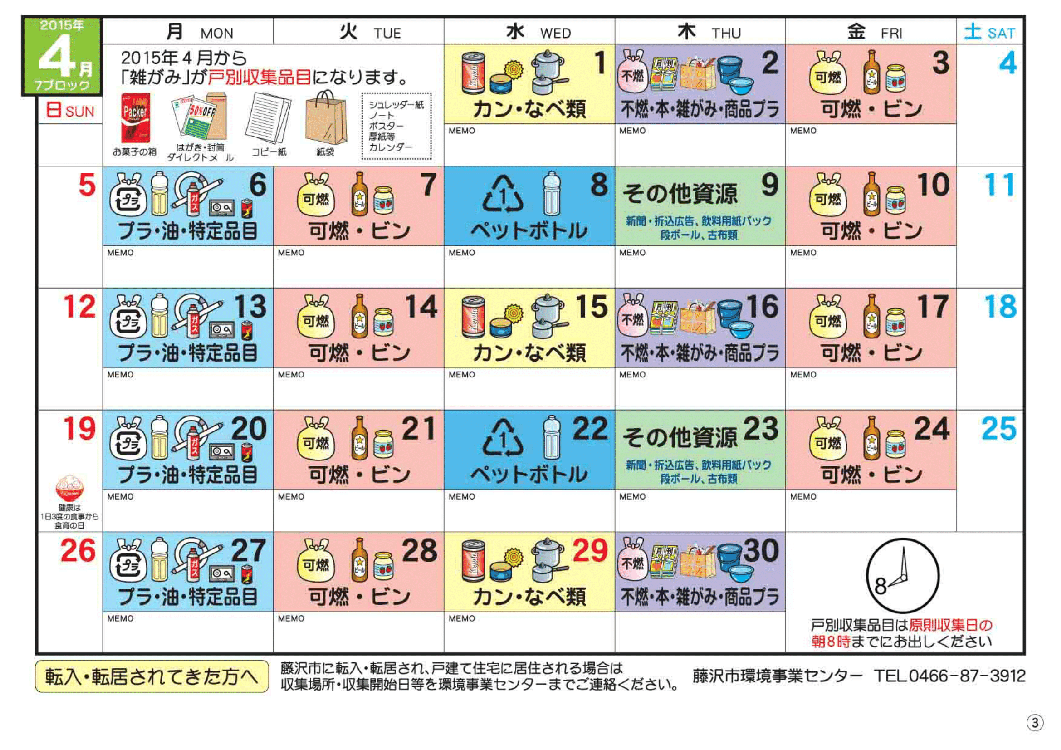 2015年
4月
7ブロック
月 MON
火 TUE
水 WED
木 THU
金 FRI
土 SAT
日 SUN
2015年4月から
「雑がみ」が戸別収集品目になります。
お菓子の箱
はがき・封筒
ダイレクトメール
コピー紙
紙袋
シュレッダー紙
ノート
ポスター
厚紙等
カレンダー
1
カン・なべ類
MEMO
不燃
2
不燃・本・雑がみ・商品プラ
MEMO
可燃
3
可燃・ビン
MEMO
4
5
プラ
6
プラ・油・特定品目
MEMO
可燃
7
可燃・ビン
MEMO
1
8
ペットボトル
MEMO
その他資源 9
新聞・折込広告、飲料用紙パック
段ボール、古布類
MEMO
可燃
10
可燃・ビン
MEMO
11
12
プラ
13
プラ・油・特定品目
MEMO
可燃
14
可燃・ビン
MEMO
15
カン・なべ類
MEMO
不燃
16
不燃・本・雑がみ・商品プラ
MEMO
可燃
17
可燃・ビン
MEMO
18
19
健康は
1日3度の食事から
食育の日
プラ
20
プラ・油・特定品目
MEMO
可燃
21
可燃・ビン
MEMO
1
22
ペットボトル
MEMO
その他資源 23
新聞・折込広告、飲料用紙パック
段ボール、古布類
MEMO
可燃
24
可燃・ビン
MEMO
25
26
プラ
27
プラ・油・特定品目
MEMO
可燃
28
可燃・ビン
MEMO
29
カン・なべ類
MEMO
不燃
30
不燃・本・雑がみ・商品プラ
MEMO
8
戸別収集品目は原則収集日の
朝8時までにお出しください
転入・転居されてきた方へ
藤沢市に転入・転居され、戸建て住宅に居住される場合は
収集場所・収集開始日等を環境事業センターまでご連絡ください。
藤沢市環境事業センター TEL0466-87-3912
③